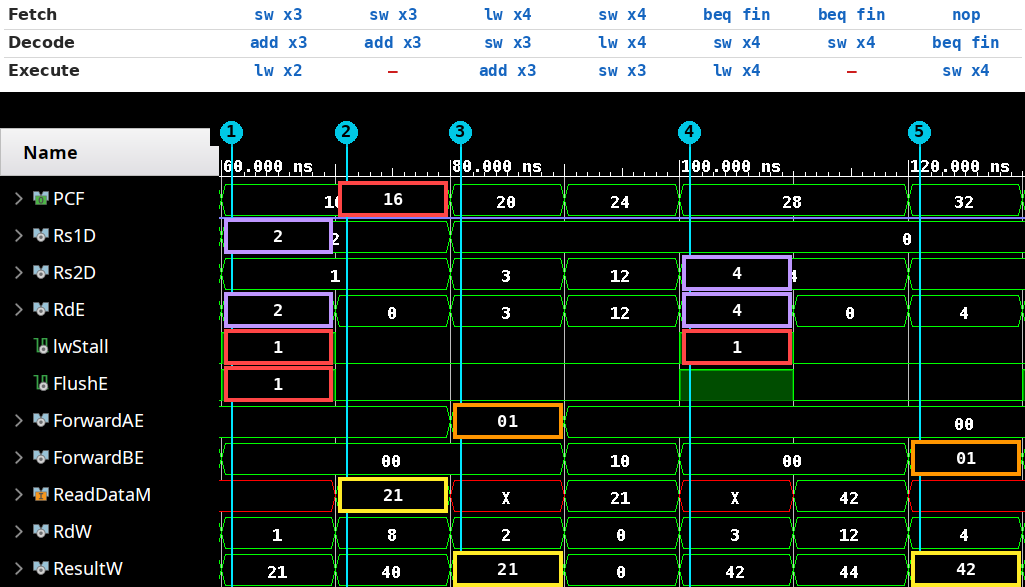 Fetch sw x3 sw x3 lw x4 sw x4 beq fin beq fin nop
Decode add x3 add x3 sw x3 lw x4 sw x4 sw x4 beq fin
Execute lw x2 – add x3 sw x3 lw x4 – sw x4
1 2 3 4 5
Name 60.000 ns 80.000 ns 100.000 ns 120.000 ns
PCF 16 20 24 28 32
Rs1D 2 2 0
Rs2D 1 3 12 4 4
RdE 2 0 3 12 4 0 4
lwStall 1 1
FlushE 1
ForwardAE 01 00
ForwardBE 00 10 00 01
ReadDataM 21 X 21 X 42
RdW 1 8 2 0 3 12 4
ResultW 21 40 21 0 42 44 42